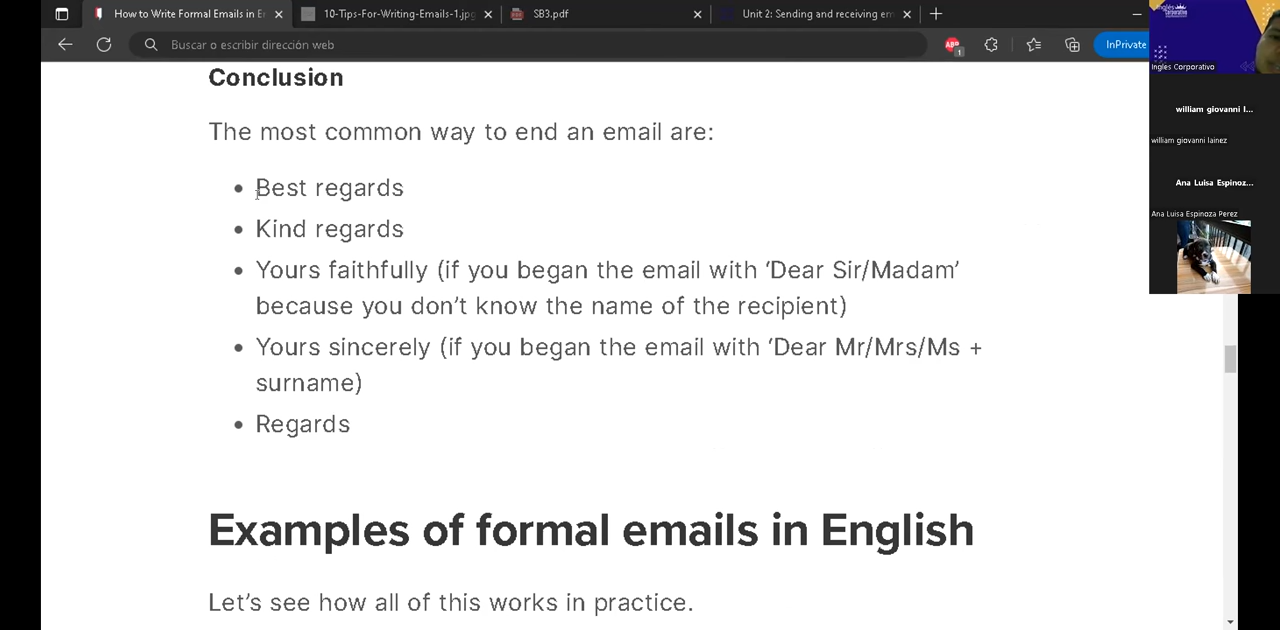 How to Write Formal Emails in E
10-Tips-For-Writing-Emails-1.jpg
SB3.pdf
Unit 2: Sending and receiving em
Buscar o escribir dirección web
ABP
1
InPrivate
Inglés
Corporativo
Inglés Corporativo
william giovanni l...
william giovanni lainez
Ana Luisa Espinoz...
Ana Luisa Espinoza Perez
Conclusion
The most common way to end an email are:
• Best regards
• Kind regards
• Yours faithfully (if you began the email with ‘Dear Sir/Madam’
because you don’t know the name of the recipient)
• Yours sincerely (if you began the email with ‘Dear Mr/Mrs/Ms +
surname)
• Regards
Examples of formal emails in English
Let’s see how all of this works in practice.